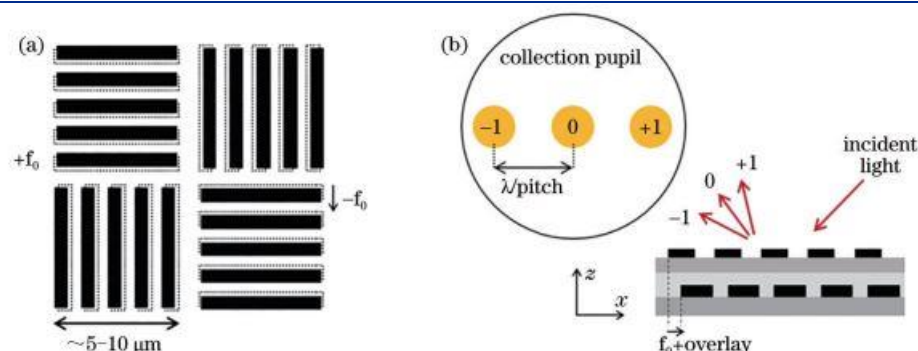 (a)
+f₀
−f₀
~5–10 μm
(b)
collection pupil
−1
0
+1
λ/pitch
incident
light
+1
0
−1
z
x
f₀+overlay